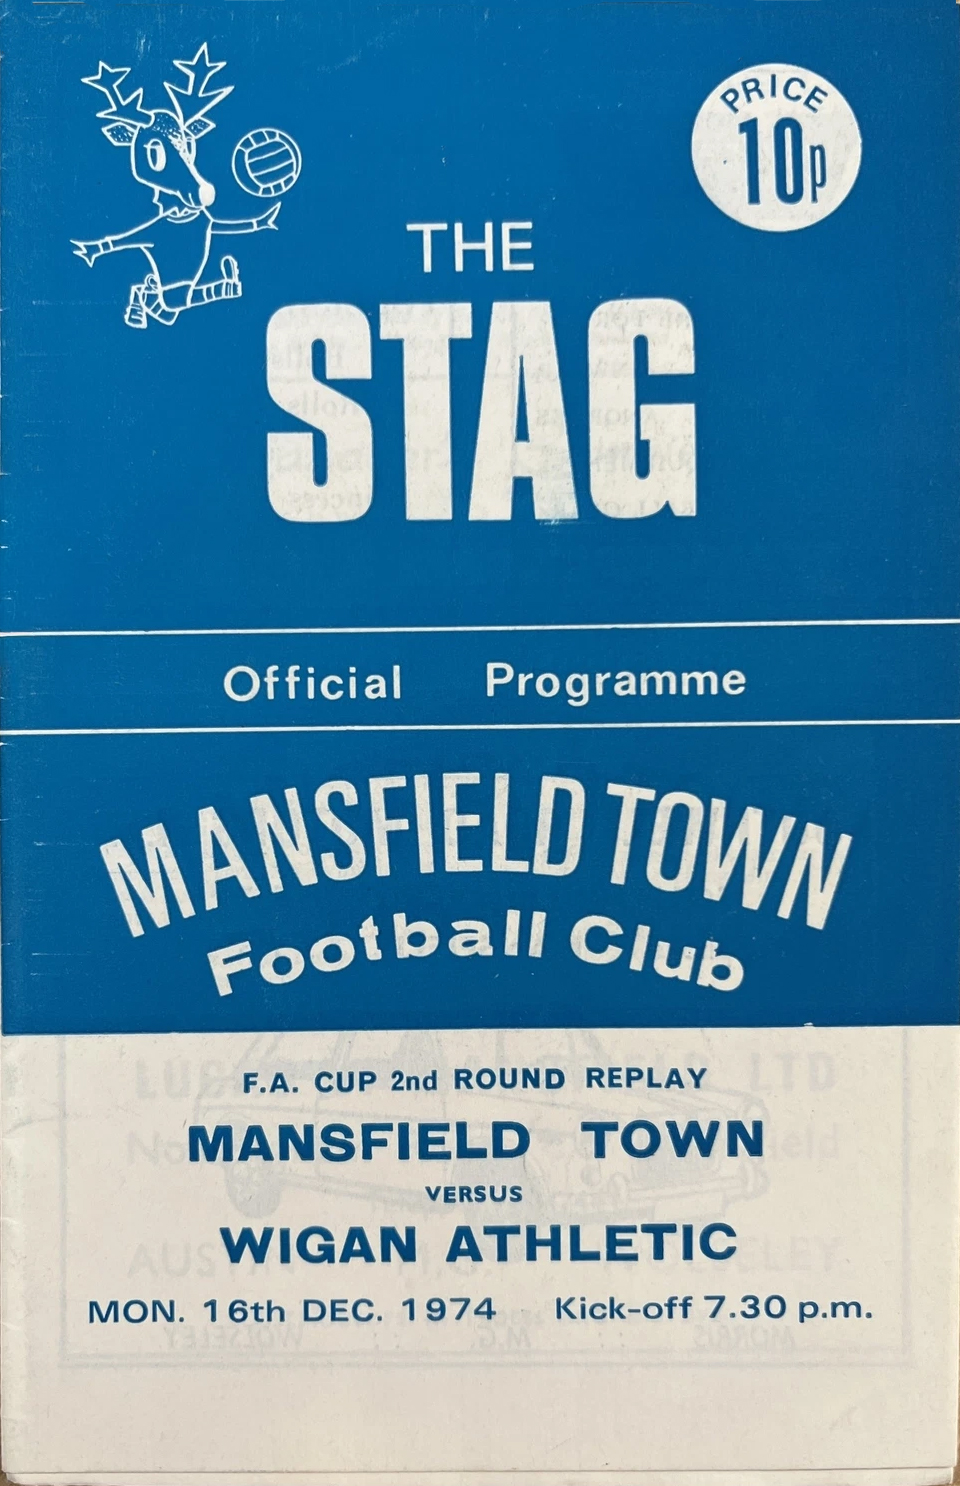 PRICE
10p
THE
STAG
Official Programme
MANSFIELD TOWN
Football Club
F.A. CUP 2nd ROUND REPLAY
MANSFIELD TOWN
VERSUS
WIGAN ATHLETIC
MON. 16th DEC. 1974 Kick-off 7.30 p.m.